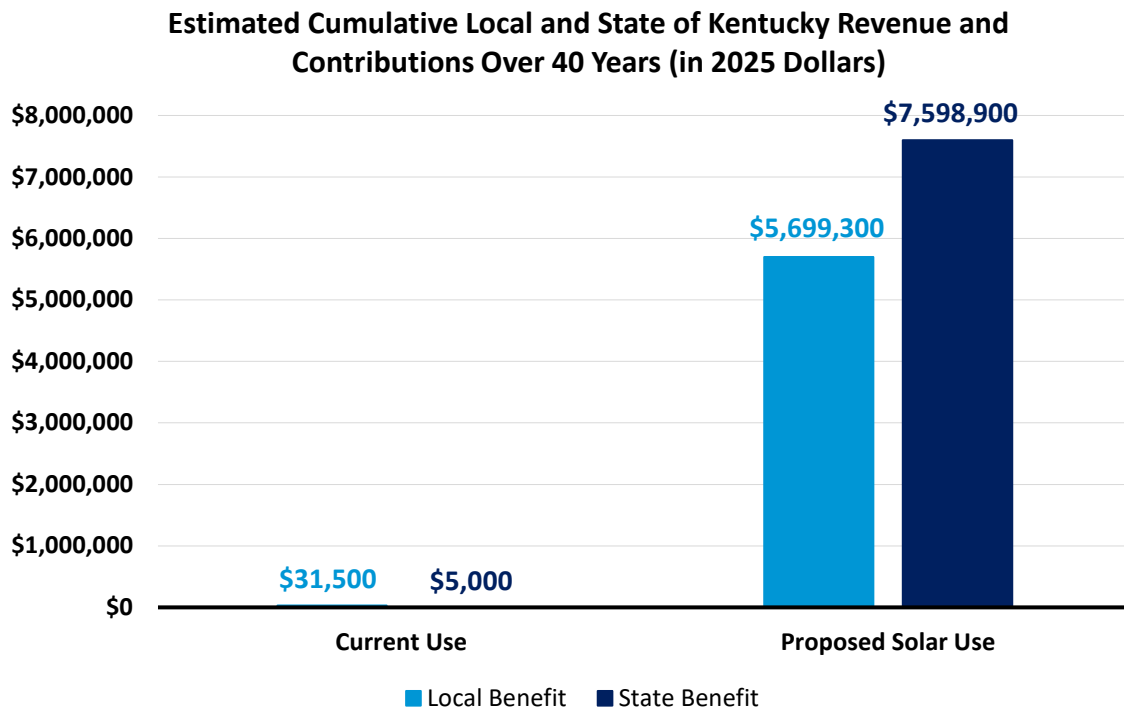 Estimated Cumulative Local and State of Kentucky Revenue and
Contributions Over 40 Years (in 2025 Dollars)
$8,000,000
$7,000,000
$6,000,000
$5,000,000
$4,000,000
$3,000,000
$2,000,000
$1,000,000
$0
$31,500
$5,000
$5,699,300
$7,598,900
Current Use
Proposed Solar Use
Local Benefit
State Benefit